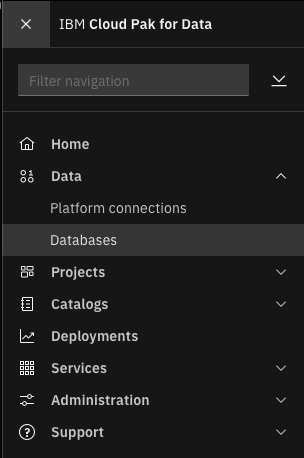 IBM Cloud Pak for Data
Filter navigation
Home
Data
Platform connections
Databases
Projects
Catalogs
Deployments
Services
Administration
Support